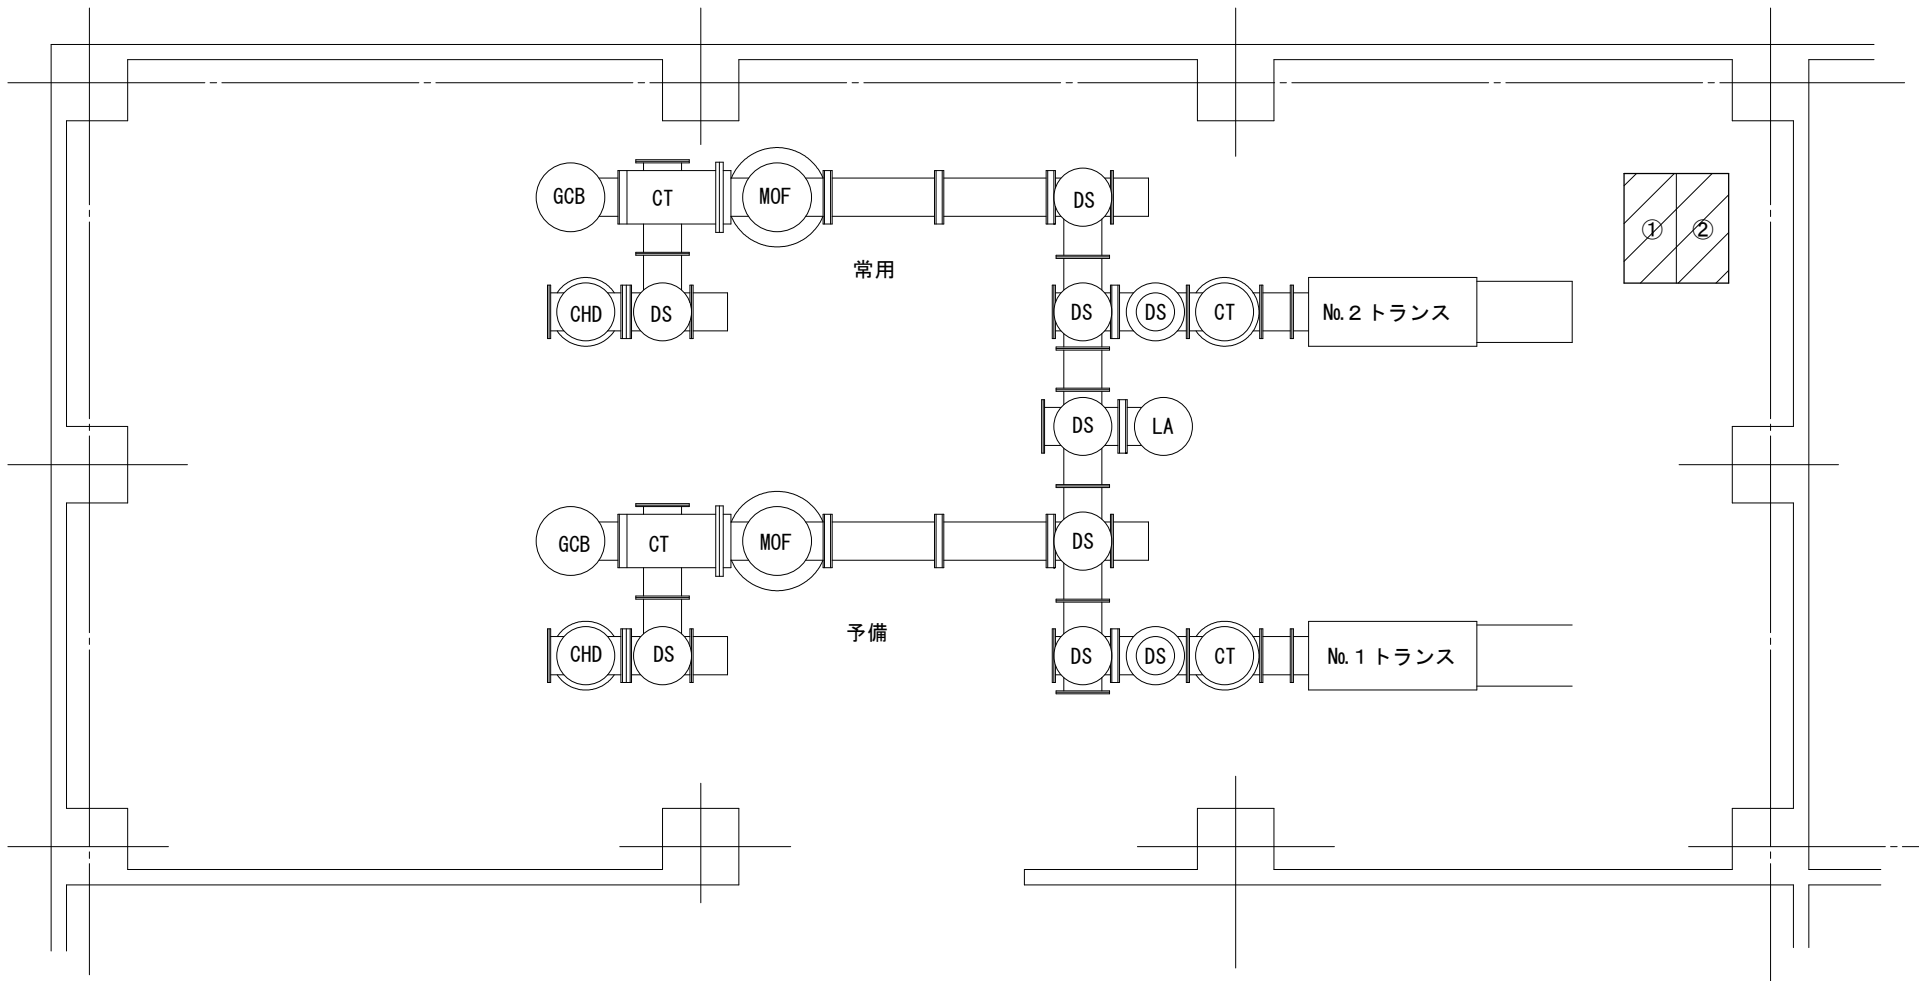 GCB CT MOF DS
① ②
常用
CHD DS DS DS CT №.2 トランス
DS LA
GCB CT MOF DS
予備
CHD DS DS DS CT №.1 トランス